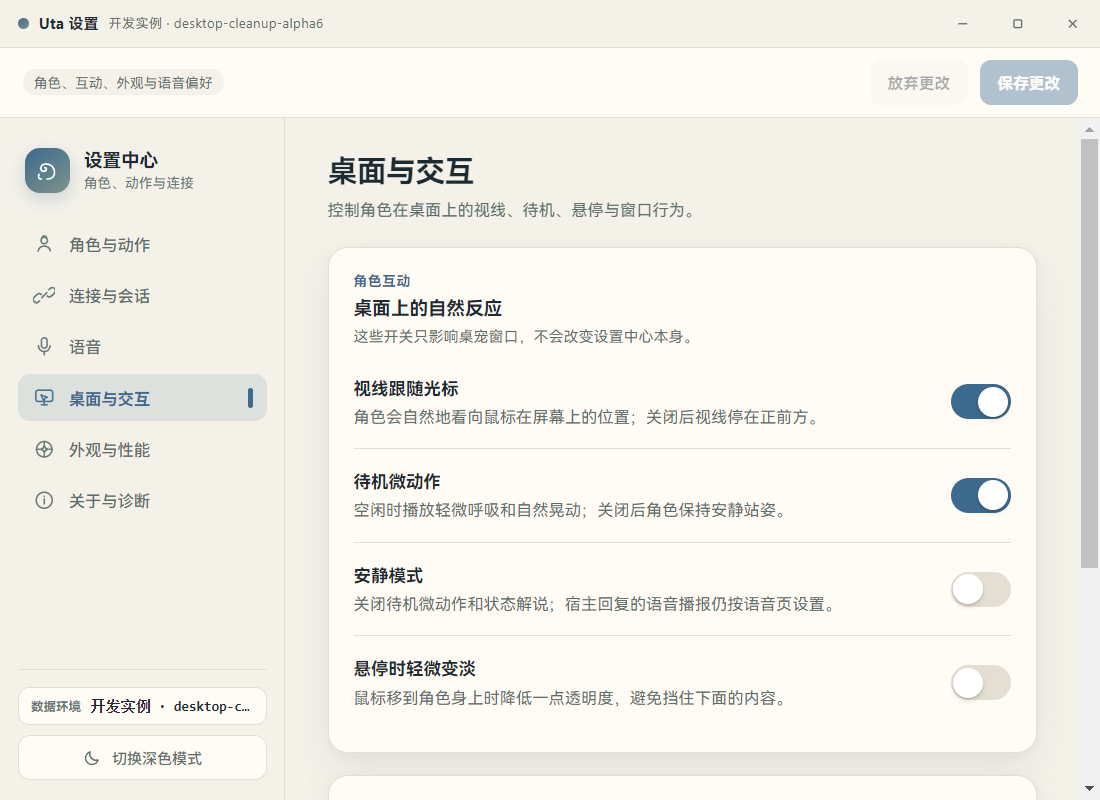 Uta 设置 开发实例 · desktop-cleanup-alpha6
角色、互动、外观与语音偏好
放弃更改
保存更改
设置中心
角色、动作与连接
角色与动作
连接与会话
语音
桌面与交互
外观与性能
关于与诊断
数据环境 开发实例 · desktop-c…
切换深色模式
桌面与交互
控制角色在桌面上的视线、待机、悬停与窗口行为。
角色互动
桌面上的自然反应
这些开关只影响桌宠窗口，不会改变设置中心本身。
视线跟随光标
角色会自然地看向鼠标在屏幕上的位置；关闭后视线停在正前方。
待机微动作
空闲时播放轻微呼吸和自然晃动；关闭后角色保持安静站姿。
安静模式
关闭待机微动作和状态解说；宿主回复的语音播报仍按语音页设置。
悬停时轻微变淡
鼠标移到角色身上时降低一点透明度，避免挡住下面的内容。